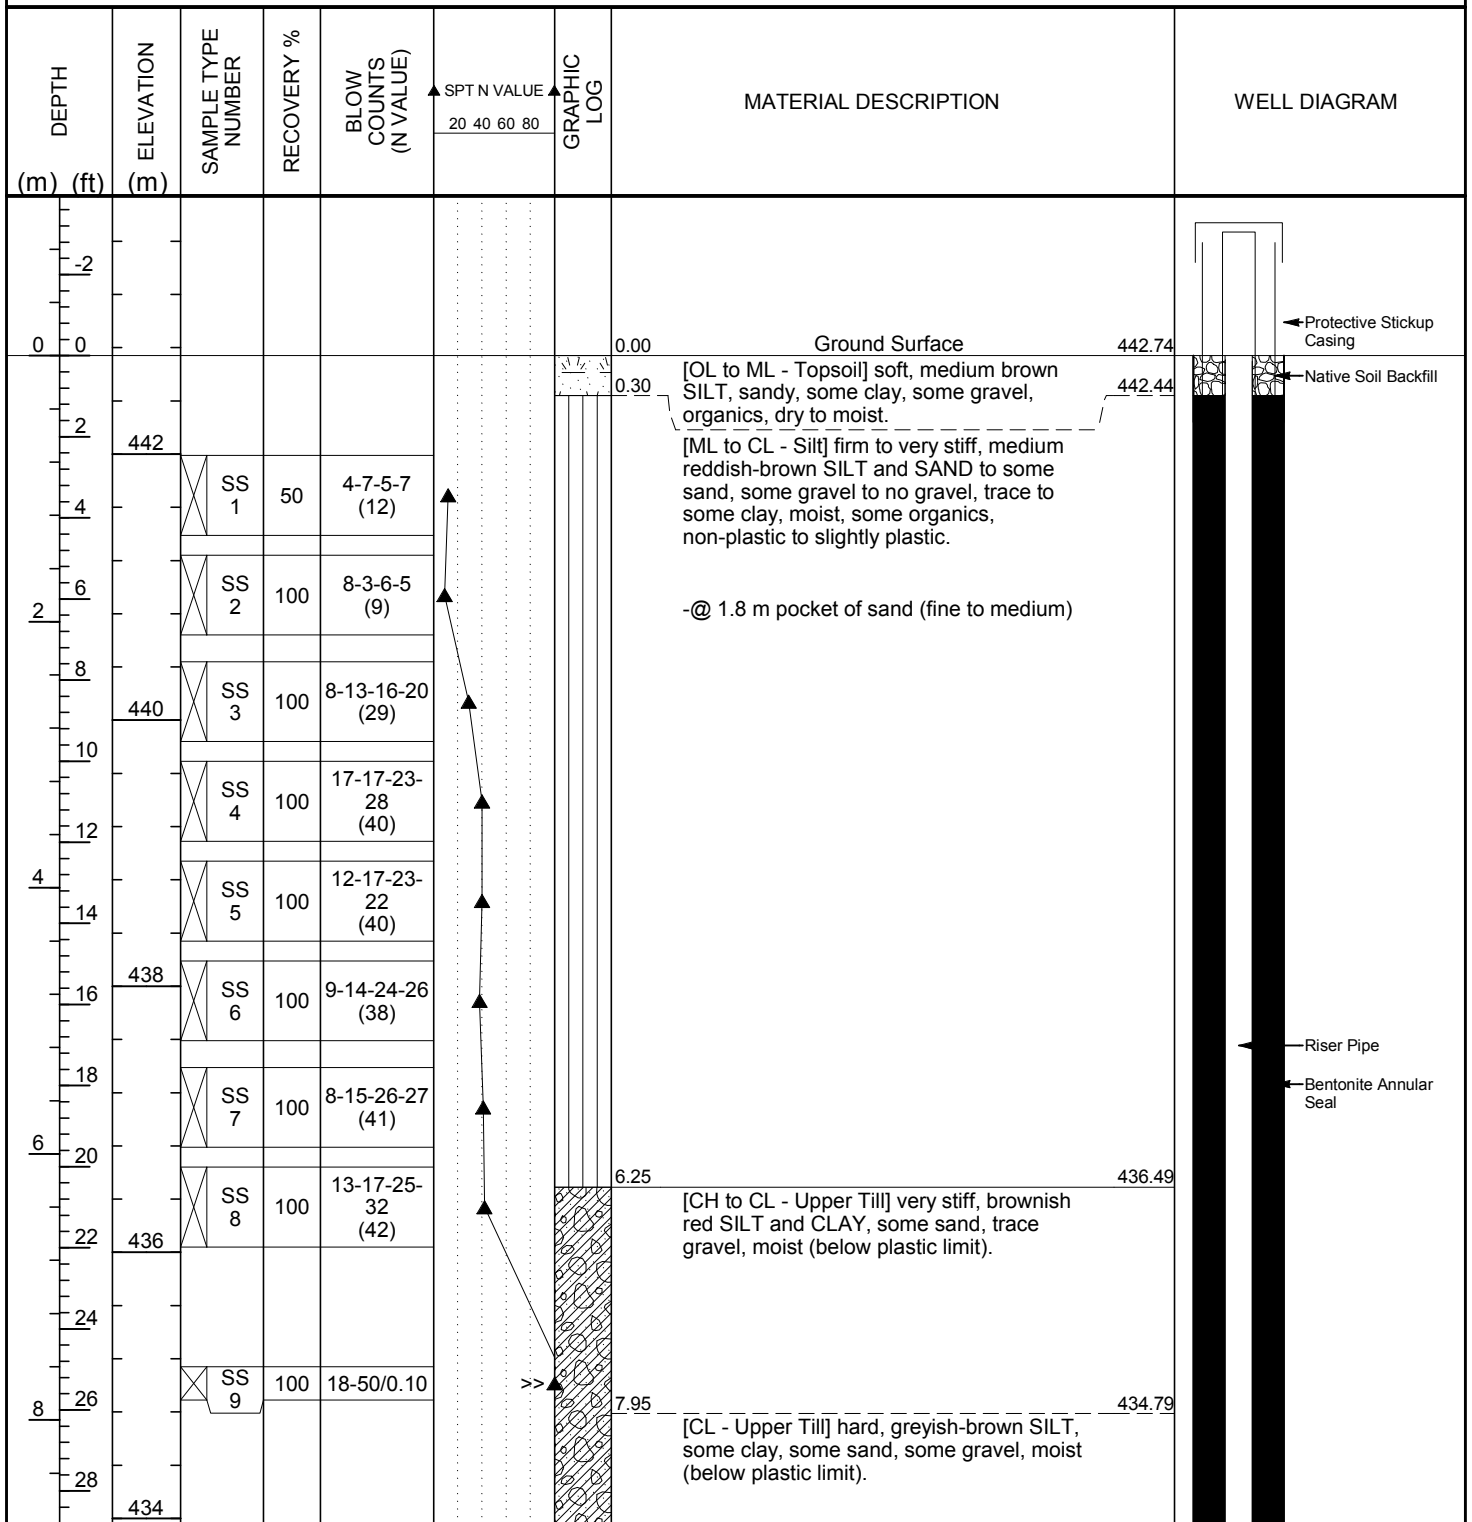 DEPTH
(m) (ft)
ELEVATION
(m)
SAMPLE TYPE
NUMBER
RECOVERY %
BLOW
COUNTS
(N VALUE)
SPT N VALUE
20 40 60 80
GRAPHIC
LOG
MATERIAL DESCRIPTION
WELL DIAGRAM
-2
0 0
0.00 Ground Surface 442.74
Protective Stickup
Casing
[OL to ML - Topsoil] soft, medium brown
0.30 SILT, sandy, some clay, some gravel, 442.44
organics, dry to moist.
Native Soil Backfill
2
442
[ML to CL - Silt] firm to very stiff, medium
reddish-brown SILT and SAND to some
sand, some gravel to no gravel, trace to
some clay, moist, some organics,
non-plastic to slightly plastic.
SS
1
50
4-7-5-7
(12)
4
SS
2
100
8-3-6-5
(9)
6
2
-@ 1.8 m pocket of sand (fine to medium)
8
SS
3
100
8-13-16-20
(29)
440
10
SS
4
100
17-17-23-
28
(40)
12
4
SS
5
100
12-17-23-
22
(40)
14
438
SS
6
100
9-14-24-26
(38)
16
Riser Pipe
18
SS
7
100
8-15-26-27
(41)
Bentonite Annular
Seal
6
20
6.25 436.49
SS
8
100
13-17-25-
32
(42)
[CH to CL - Upper Till] very stiff, brownish
red SILT and CLAY, some sand, trace
gravel, moist (below plastic limit).
22
436
24
SS
9
100
18-50/0.10
>>
26
8
7.95 434.79
[CL - Upper Till] hard, greyish-brown SILT,
some clay, some sand, some gravel, moist
(below plastic limit).
28
434